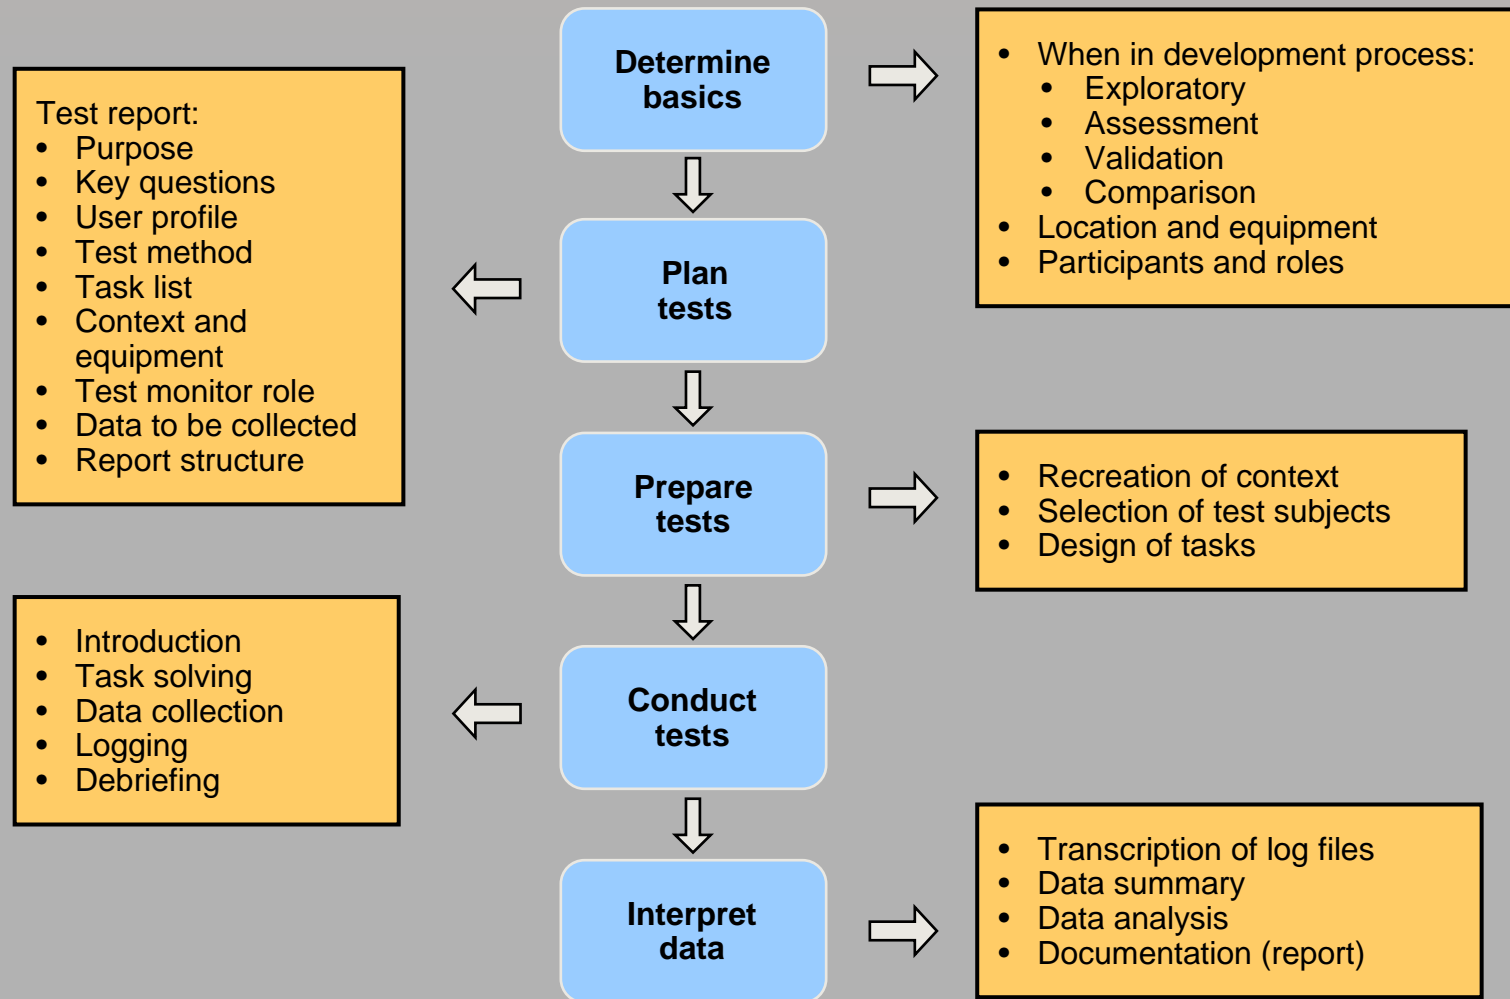 Determine
basics
• When in development process:
• Exploratory
• Assessment
• Validation
• Comparison
• Location and equipment
• Participants and roles
Test report:
• Purpose
• Key questions
• User profile
• Test method
• Task list
• Context and
equipment
• Test monitor role
• Data to be collected
• Report structure
Plan
tests
Prepare
tests
• Recreation of context
• Selection of test subjects
• Design of tasks
• Introduction
• Task solving
• Data collection
• Logging
• Debriefing
Conduct
tests
Interpret
data
• Transcription of log files
• Data summary
• Data analysis
• Documentation (report)